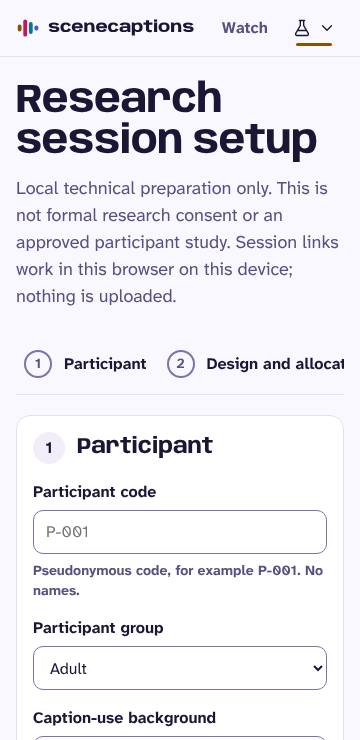 scenecaptions Watch
Research
session setup
Local technical preparation only. This is
not formal research consent or an
approved participant study. Session links
work in this browser on this device;
nothing is uploaded.
1 Participant 2 Design and allocat
1 Participant
Participant code
P-001
Pseudonymous code, for example P-001. No
names.
Participant group
Adult
Caption-use background